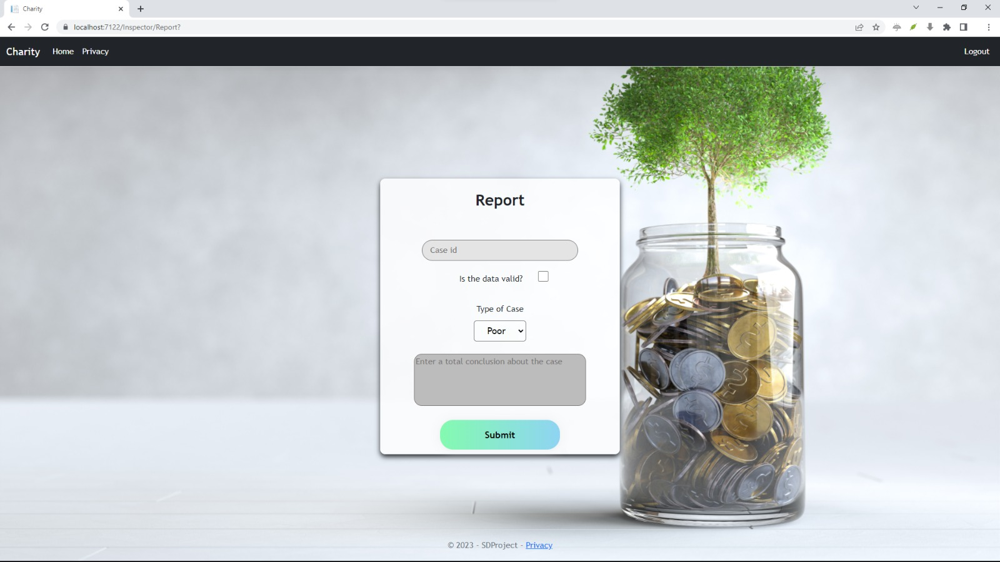 Charity
localhost:7122/Inspector/Report?
Charity Home Privacy Logout
Report
Case id
Is the data valid?
Type of Case
Poor
Enter a total conclusion about the case
Submit
© 2023 - SDProject - Privacy